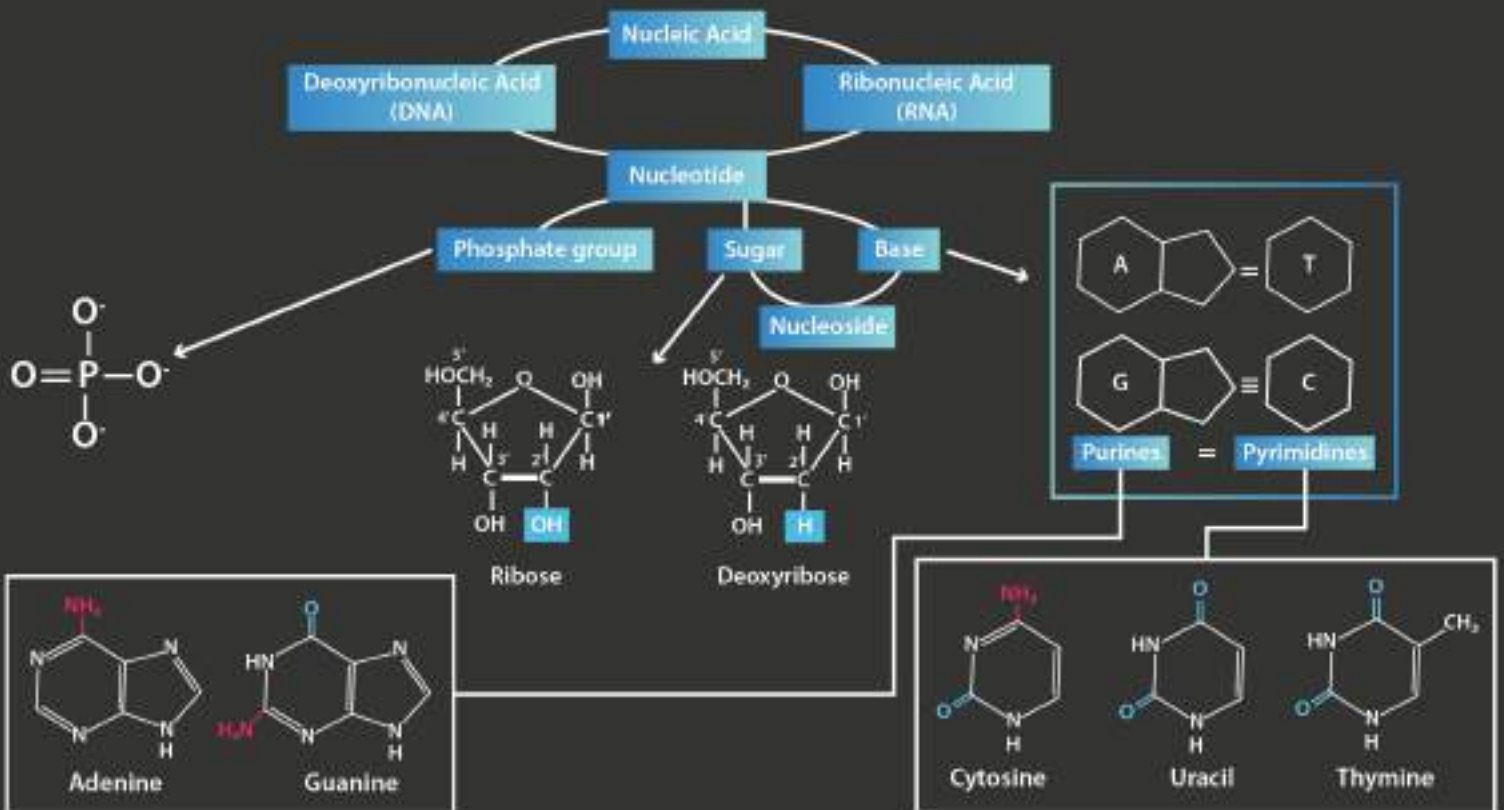 Nucleic Acid
Deoxyribonucleic Acid
(DNA)
Ribonucleic Acid
(RNA)
Nucleotide
Phosphate group
Sugar
Base
Nucleoside
O-
O=P—O-
O-
5'
HOCH₂
O
OH
4'C
C1'
H
H
H
H
3'
2'
C
C
OH
OH
Ribose
5'
HOCH₂
O
OH
4'C
C1'
H
H
H
H
3'
2'
C
C
OH
H
Deoxyribose
A
=
T
G
≡
C
Purines = Pyrimidines
NH₂
N
N
N
N
H
Adenine
O
HN
N
H₂N
N
N
H
Guanine
NH₂
N
O
N
H
Cytosine
O
HN
O
N
H
Uracil
O
CH₃
HN
O
N
H
Thymine